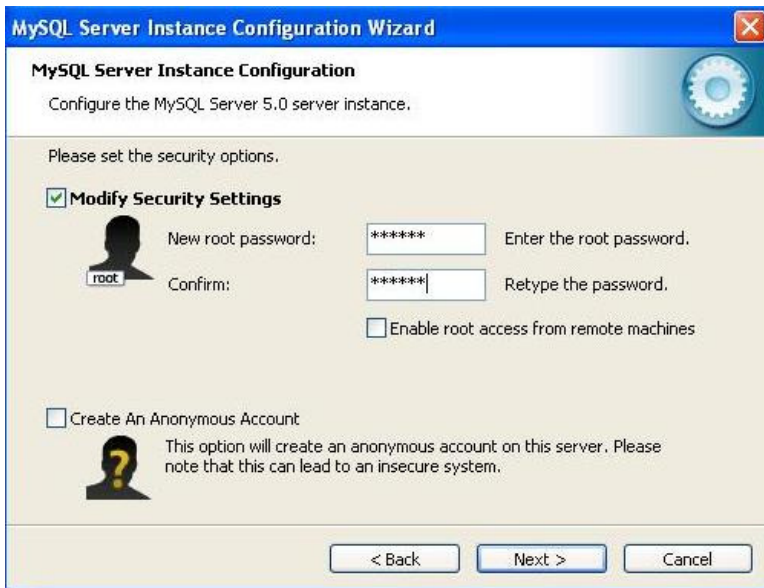 MySQL Server Instance Configuration Wizard
MySQL Server Instance Configuration
Configure the MySQL Server 5.0 server instance.
Please set the security options.
Modify Security Settings
root
New root password: ****** Enter the root password.
Confirm: ****** Retype the password.
Enable root access from remote machines
Create An Anonymous Account
This option will create an anonymous account on this server. Please
note that this can lead to an insecure system.
< Back Next > Cancel